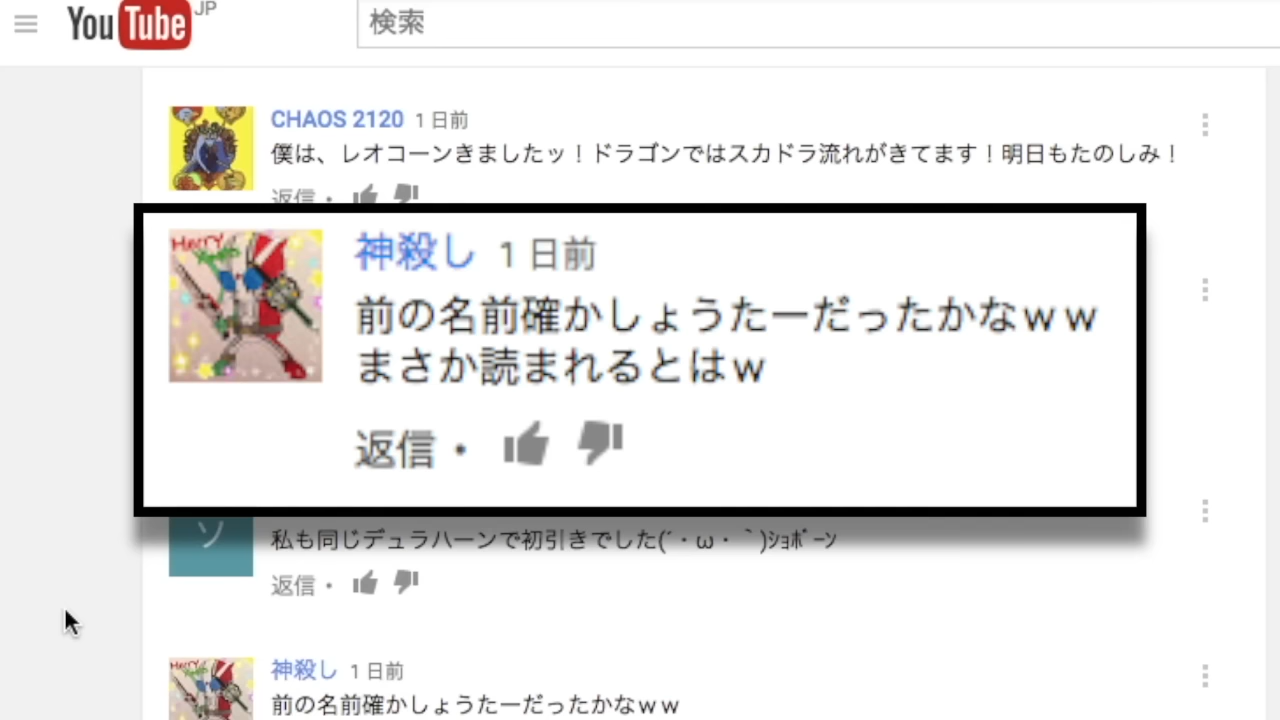 YouTube JP
検索
CHAOS 2120 1 日前
僕は、レオコーンきましたッ！ドラゴンではスカドラ流れがきてます！明日もたのしみ！
返信・
Merry
Xmas
神殺し 1 日前
前の名前確かしょうたーだったかなｗｗ
まさか読まれるとはｗ
返信・
ソ
私も同じデュラハーンで初引きでした(´・ω・｀)ｼｮﾎﾞｰﾝ
返信・
神殺し 1 日前
前の名前確かしょうたーだったかなｗｗ